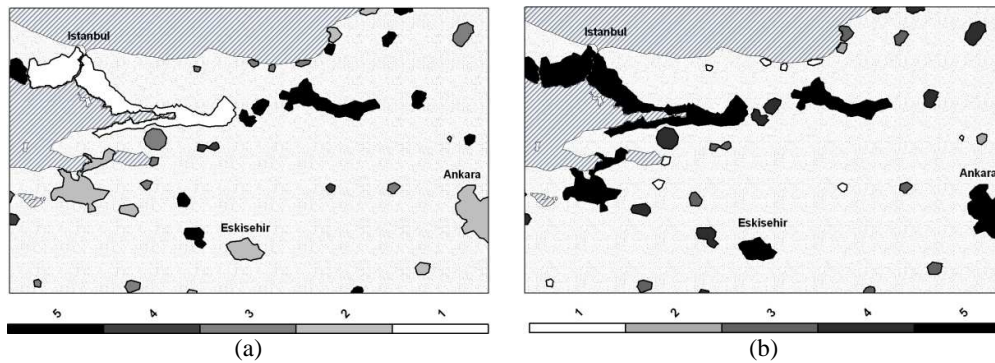 Istanbul
Ankara
Eskisehir
5 4 3 2 1
(a)
Istanbul
Ankara
Eskisehir
1 2 3 4 5
(b)